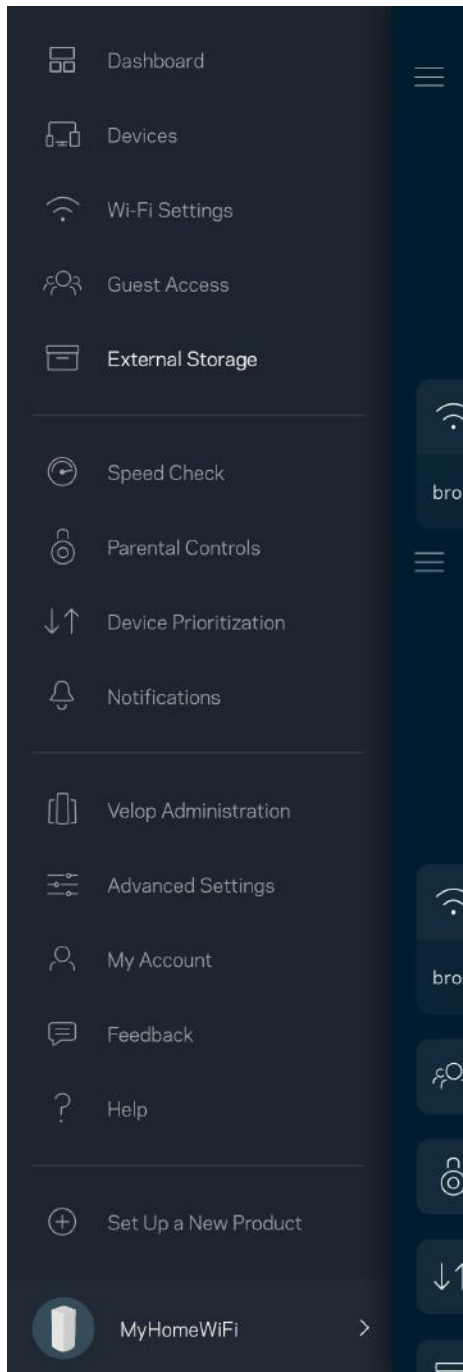 Dashboard
Devices
Wi-Fi Settings
Guest Access
External Storage
Speed Check
Parental Controls
Device Prioritization
Notifications
Velop Administration
Advanced Settings
My Account
Feedback
Help
Set Up a New Product
MyHomeWiFi
bro
bro